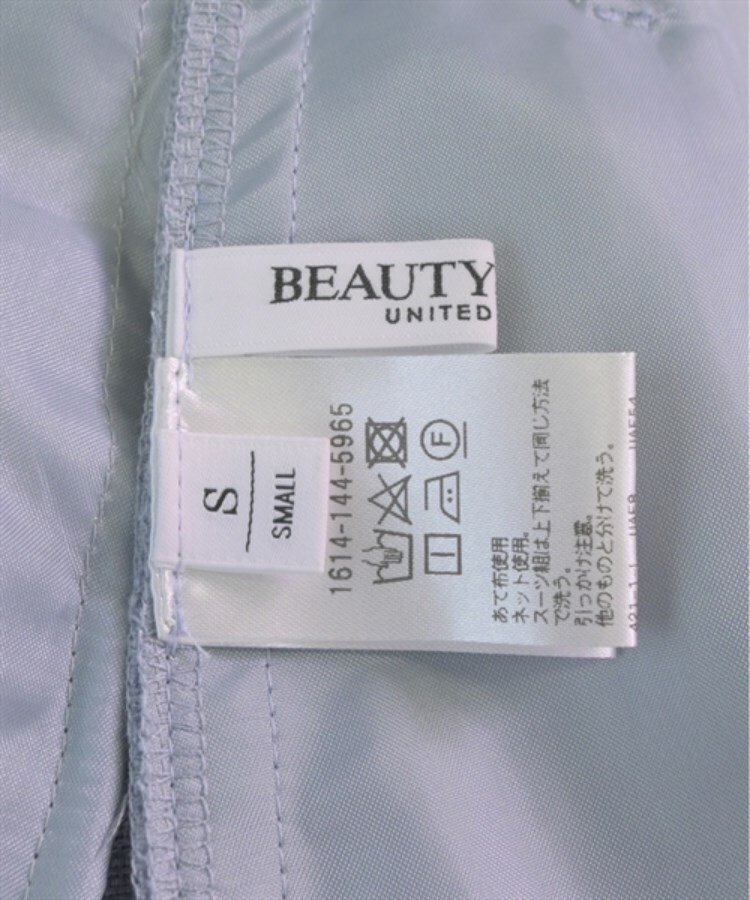 BEAUTY
UNITED
S
SMALL
1614-144-5965
F
あて布使用
ネット使用。
スーツ組は上下揃えて同じ方法
で洗う。
引っかけ注意。
他のものと分けて洗う。